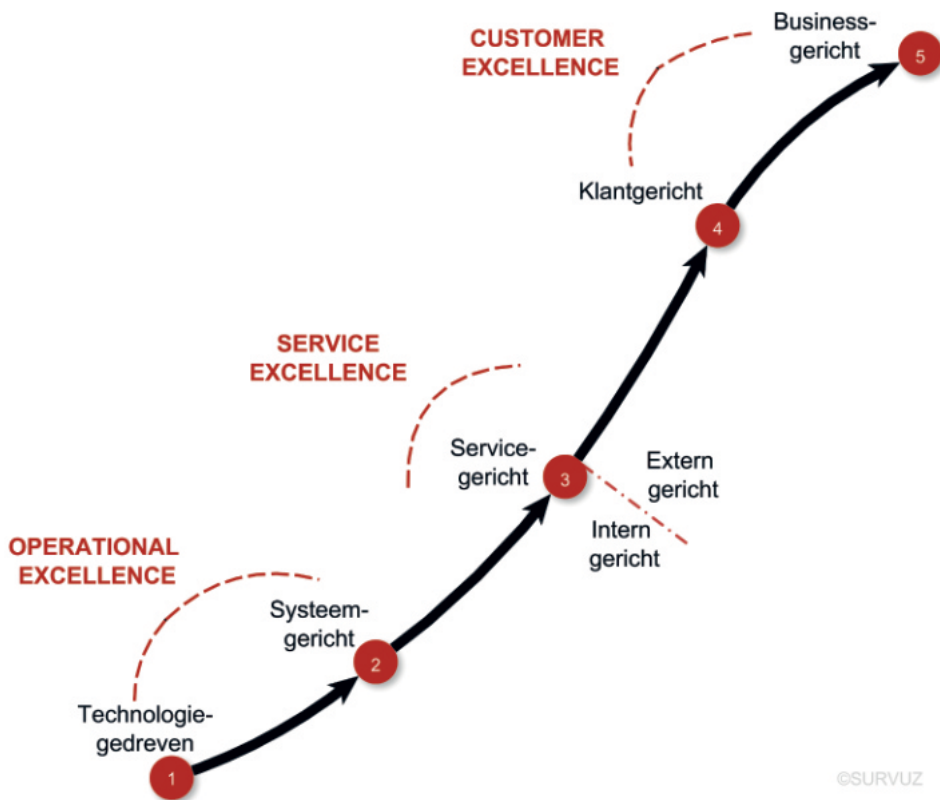 CUSTOMER
EXCELLENCE
Business-
gericht
5
Klantgericht
4
SERVICE
EXCELLENCE
Service-
gericht
3
Extern
gericht
Intern
gericht
OPERATIONAL
EXCELLENCE
Systeem-
gericht
2
Technologie-
gedreven
1
©SURVUZ